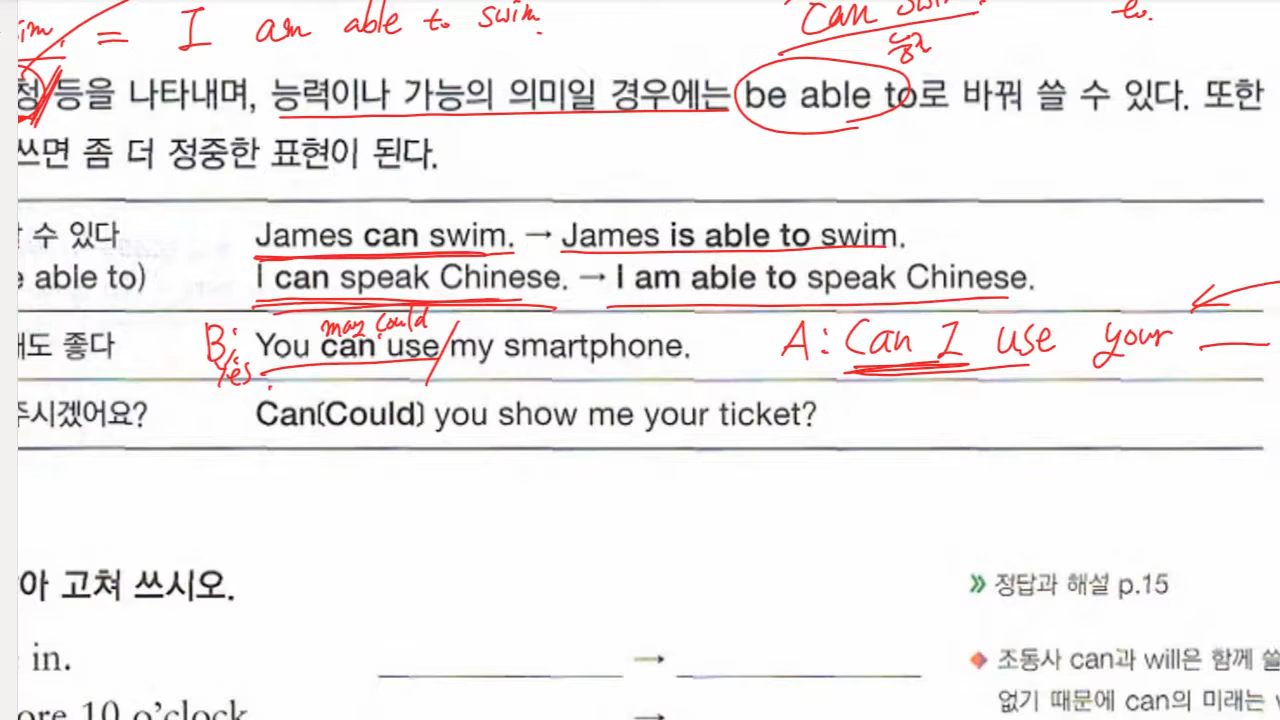 = I am able to swim.
can swim
등을 나타내며, 능력이나 가능의 의미일 경우에는 be able to로 바꿔 쓸 수 있다. 또한
쓰면 좀 더 정중한 표현이 된다.
수 있다 James can swim. → James is able to swim.
able to) I can speak Chinese. → I am able to speak Chinese.
may could
도 좋다 B: You can use my smartphone. A: Can I use your
Yes.
주시겠어요? Can(Could) you show me your ticket?
고쳐 쓰시오.
» 정답과 해설 p.15
in. →
◆ 조동사 can과 will은 함께 쓸
10 o'clock →
없기 때문에 can의 미래는